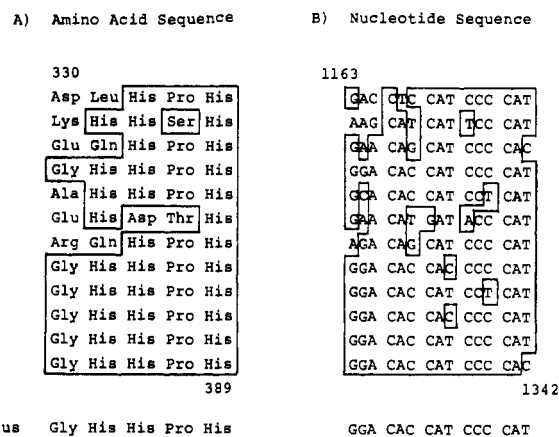 A) Amino Acid Sequence B) Nucleotide Sequence
330 1163
Asp Leu His Pro His GAC CTC CAT CCC CAT
Lys His His Ser His AAG CAT CAT TCC CAT
Glu Gln His Pro His GAA CAG CAT CCC CAC
Gly His His Pro His GGA CAC CAT CCC CAT
Ala His His Pro His GCA CAC CAT CCT CAT
Glu His Asp Thr His GAA CAT GAT ACC CAT
Arg Gln His Pro His AGA CAG CAT CCC CAT
Gly His His Pro His GGA CAC CAC CCC CAT
Gly His His Pro His GGA CAC CAT CCT CAT
Gly His His Pro His GGA CAC CAC CCC CAT
Gly His His Pro His GGA CAC CAT CCC CAT
Gly His His Pro His GGA CAC CAT CCC CAC
389 1342
us Gly His His Pro His GGA CAC CAT CCC CAT